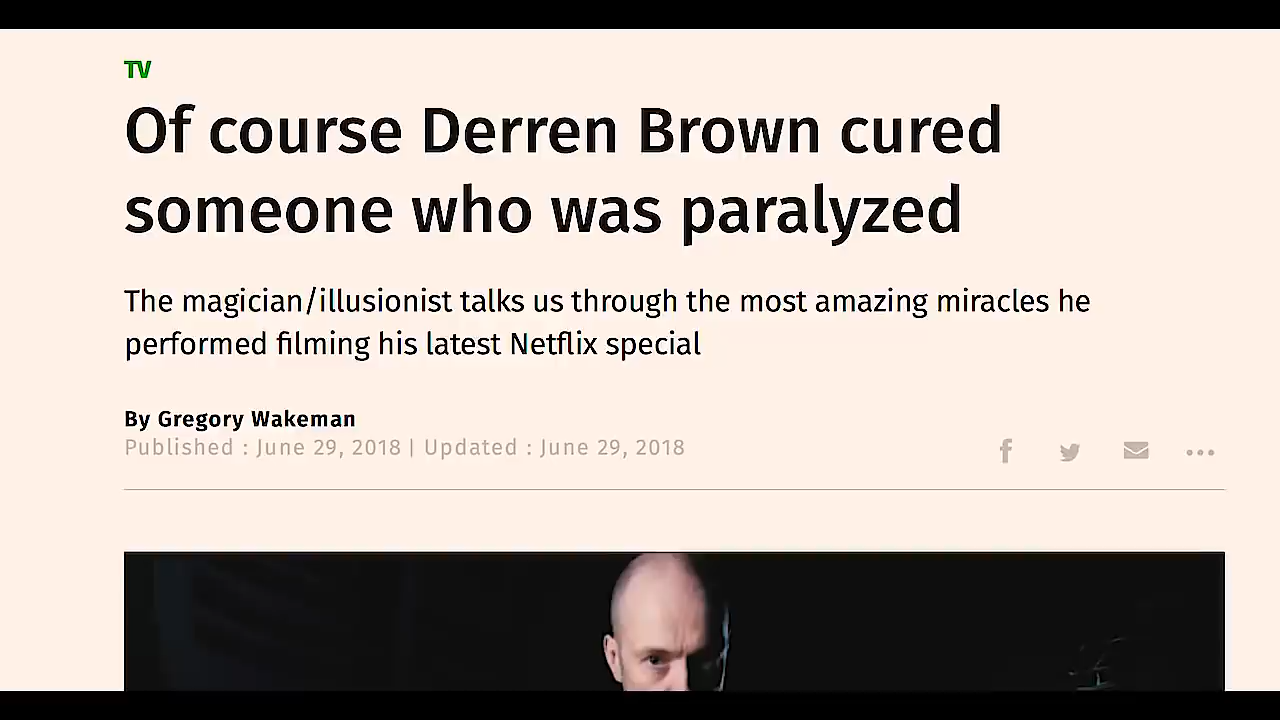 TV
Of course Derren Brown cured
someone who was paralyzed
The magician/illusionist talks us through the most amazing miracles he
performed filming his latest Netflix special
By Gregory Wakeman
Published : June 29, 2018 | Updated : June 29, 2018